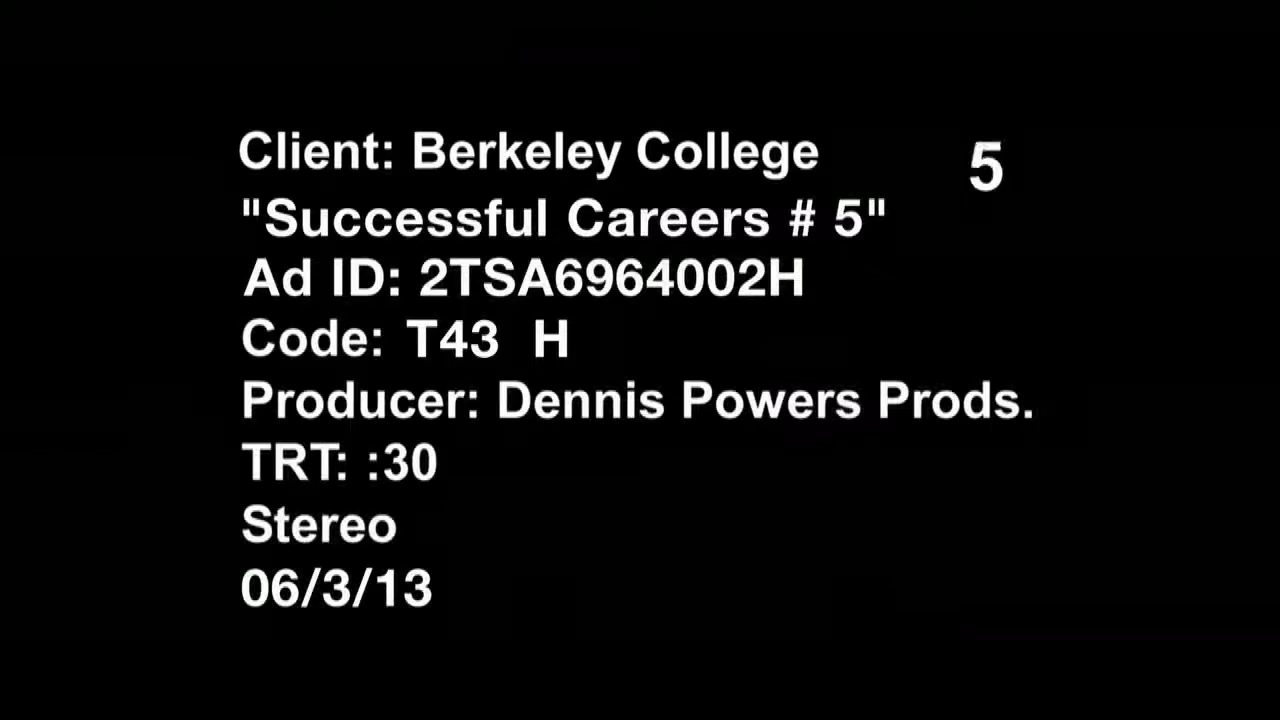 Client: Berkeley College
5
"Successful Careers # 5"
Ad ID: 2TSA6964002H
Code: T43 H
Producer: Dennis Powers Prods.
TRT: :30
Stereo
06/3/13